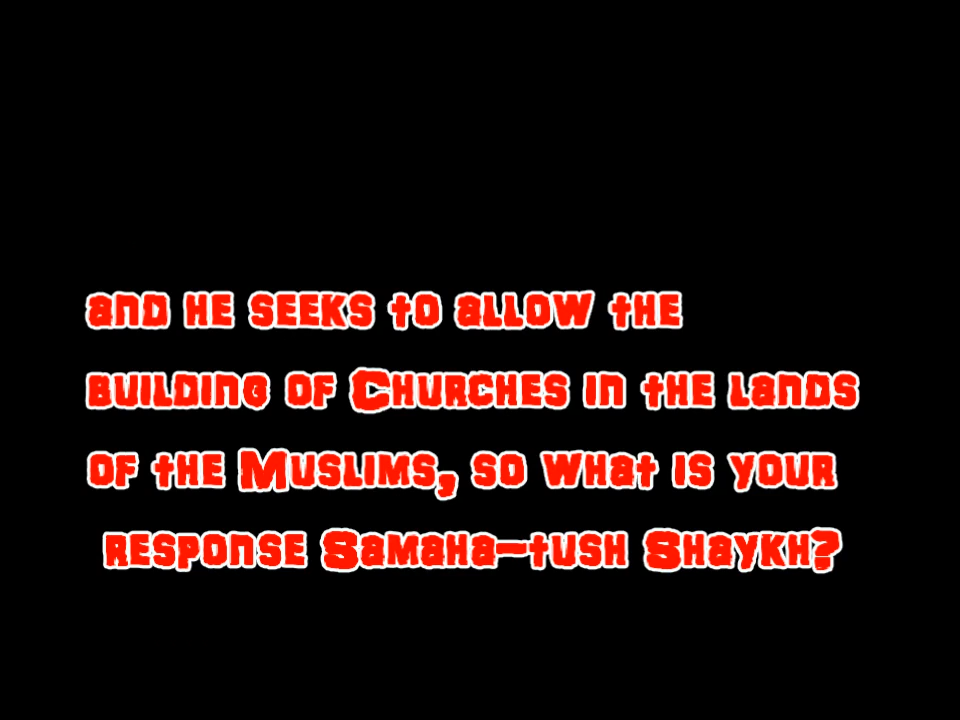 and he seeks to allow the
building of Churches in the lands
of the Muslims, so what is your
response Samaha-tush Shaykh?